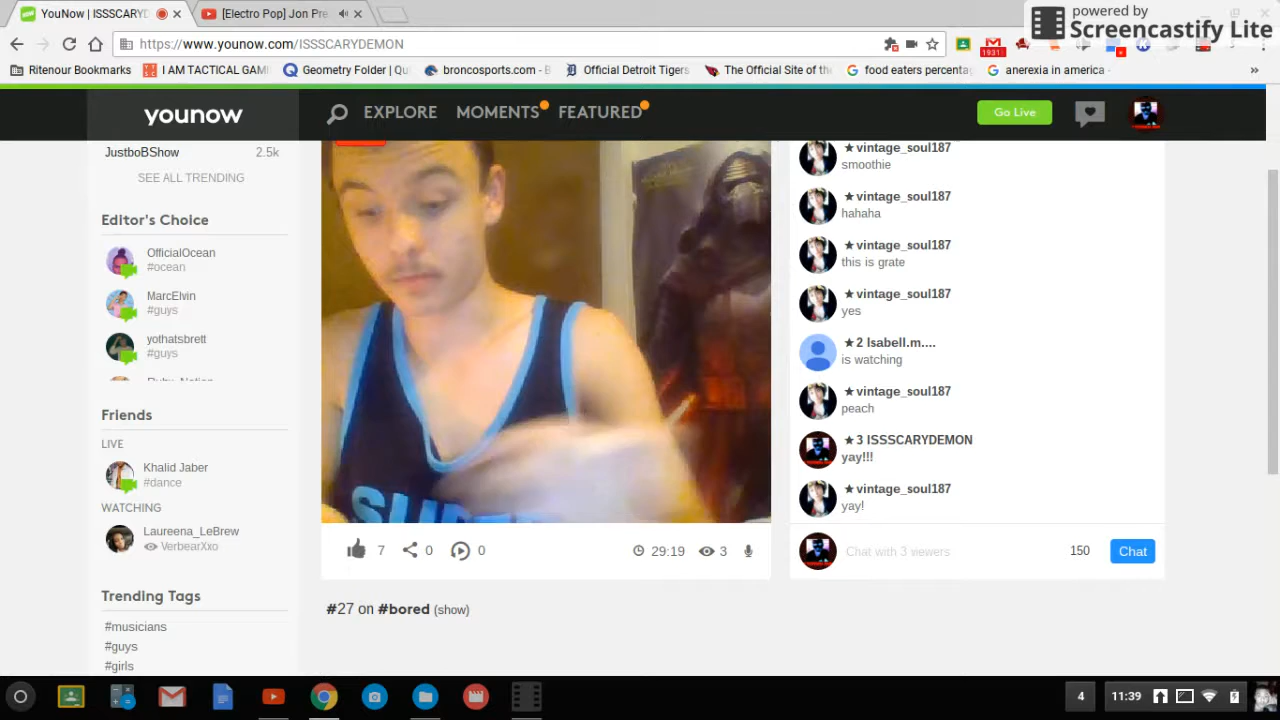 YouNow | ISSSCARYD
[Electro Pop] Jon Pre
powered by
Screencastify Lite
https://www.younow.com/ISSSCARYDEMON
1931
Ritenour Bookmarks
I AM TACTICAL GAMI
Geometry Folder | Qui
broncosports.com - B
Official Detroit Tigers
The Official Site of the
food eaters percentag
anerexia in america -
younow
EXPLORE
MOMENTS
FEATURED
Go Live
JustboBShow 2.5k
SEE ALL TRENDING
Editor's Choice
OfficialOcean
#ocean
MarcElvin
#guys
yothatsbrett
#guys
Friends
LIVE
Khalid Jaber
#dance
WATCHING
Laureena_LeBrew
VerbearXxo
Trending Tags
#musicians
#guys
#girls
7
0
0
29:19
3
#27 on #bored (show)
★vintage_soul187
smoothie
★vintage_soul187
hahaha
★vintage_soul187
this is grate
★vintage_soul187
yes
★2 Isabell.m....
is watching
★vintage_soul187
peach
★3 ISSSCARYDEMON
yay!!!
★vintage_soul187
yay!
Chat with 3 viewers
150
Chat
4
11:39